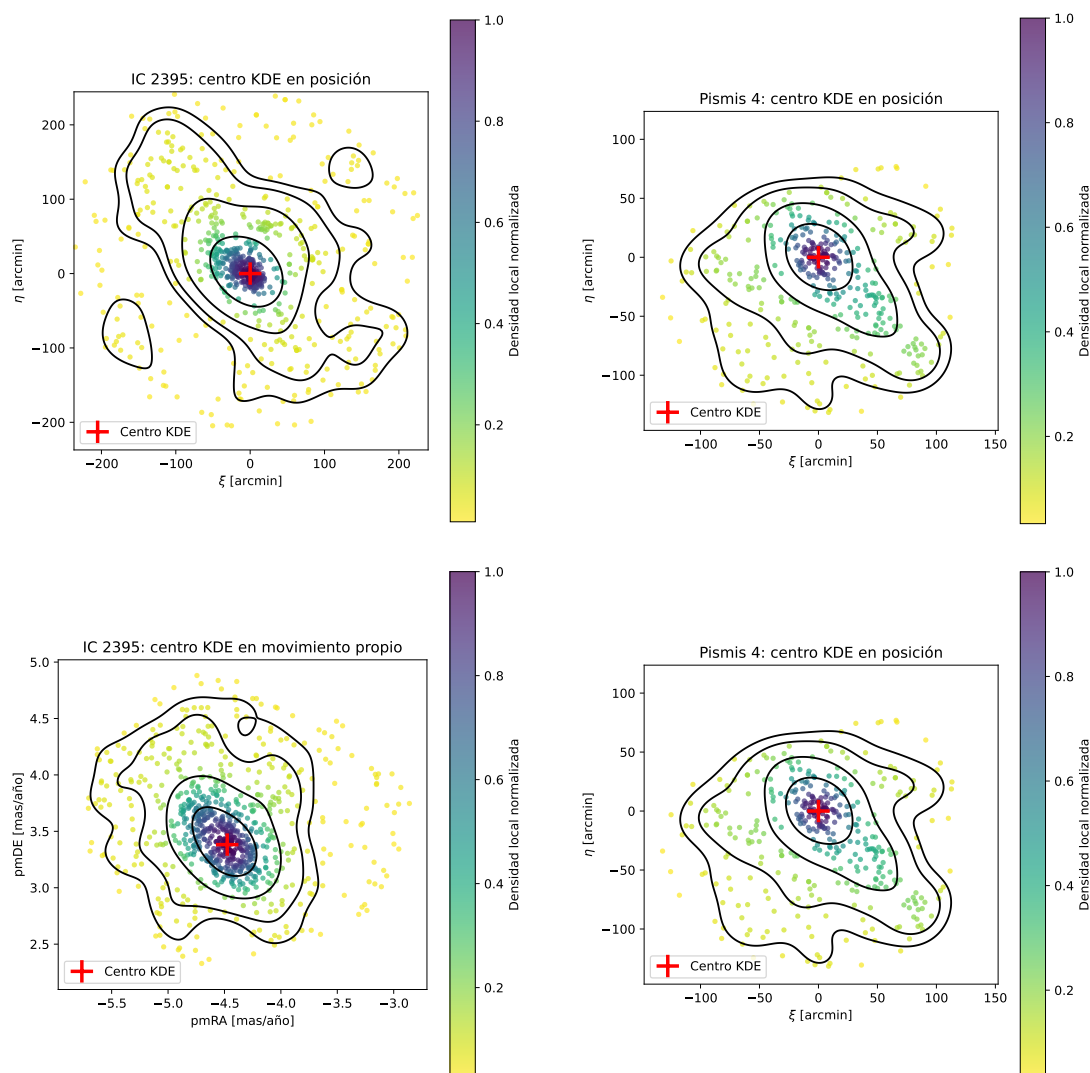 IC 2395: centro KDE en posición
200
100
0
−100
−200
η [arcmin]
−200 −100 0 100 200
ξ [arcmin]
Centro KDE
1.0
0.8
0.6
0.4
0.2
Densidad local normalizada
Pismis 4: centro KDE en posición
100
50
0
−50
−100
η [arcmin]
−100 −50 0 50 100 150
ξ [arcmin]
Centro KDE
1.0
0.8
0.6
0.4
0.2
Densidad local normalizada
IC 2395: centro KDE en movimiento propio
5.0
4.5
4.0
3.5
3.0
2.5
pmDE [mas/año]
−5.5 −5.0 −4.5 −4.0 −3.5 −3.0
pmRA [mas/año]
Centro KDE
1.0
0.8
0.6
0.4
0.2
Densidad local normalizada
Pismis 4: centro KDE en posición
100
50
0
−50
−100
η [arcmin]
−100 −50 0 50 100 150
ξ [arcmin]
Centro KDE
1.0
0.8
0.6
0.4
0.2
Densidad local normalizada